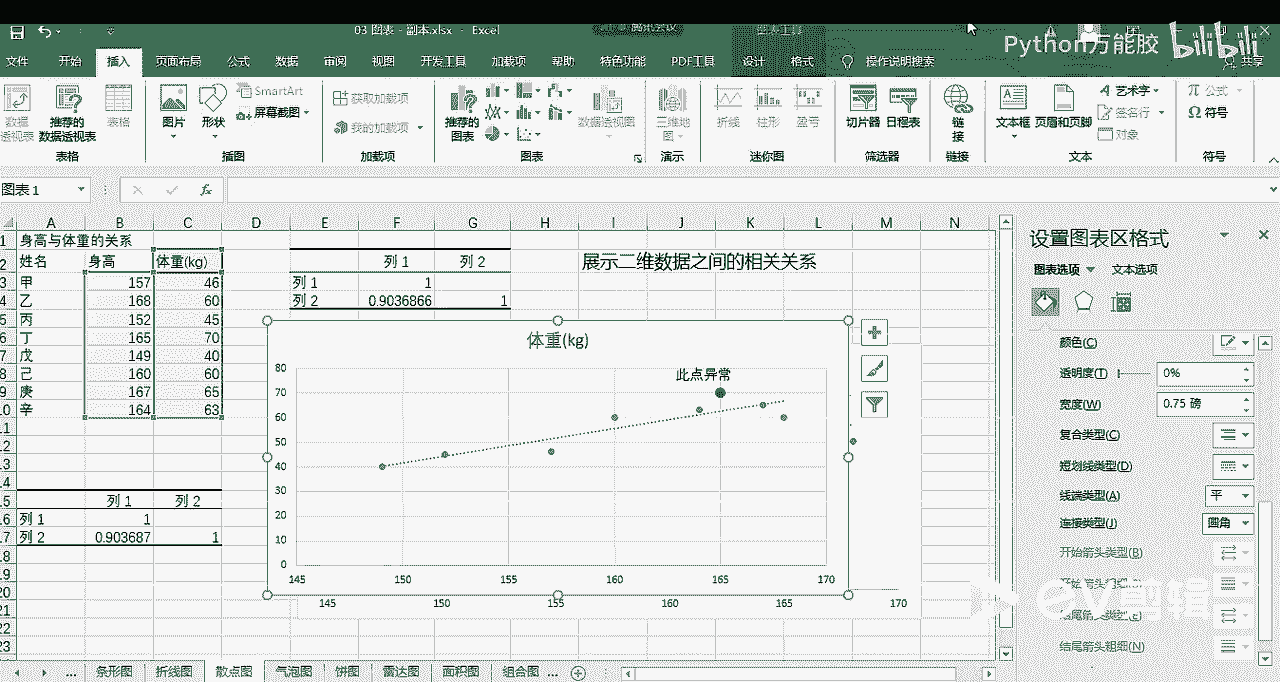 03 图表 - 副本.xlsx - Excel
Python万能胶 bilibili
文件 开始 插入 页面布局 公式 数据 审阅 视图 开发工具 加载项 帮助 特色功能 PDF工具 设计 格式 操作说明搜索 共享
数据透视表 推荐的数据透视表 表格 图片 形状 SmartArt 屏幕截图 获取加载项 我的加载项 推荐的图表 数据透视图 三维地图 折线 柱形 盈亏 切片器 日程表 链接 文本框 页眉和页脚 艺术字 签名行 对象 公式 符号
表格 插图 加载项 图表 演示 迷你图 筛选器 链接 文本 符号
图表 1 fx
A B C D E F G H I J K L M N
1 身高与体重的关系
2 姓名 身高 体重(kg) 列 1 列 2 展示二维数据之间的相关关系
3 甲 157 46 列 1 1
4 乙 168 60 列 2 0.9036866 1
5 丙 152 45
6 丁 165 70
7 戊 149 40
8 己 160 60
9 庚 167 65
10 辛 164 63
11
12
13
14
15 列 1 列 2
16 列 1 1
17 列 2 0.903687 1
18
19
20
21
22
23
体重(kg)
此点异常
80
70
60
50
40
30
20
10
0
145 150 155 160 165 170
145 150 155 160 165 170
设置图表区格式
图表选项 文本选项
颜色(C)
透明度(T) 0%
宽度(W) 0.75 磅
复合类型(C)
短划线类型(D)
线端类型(A) 平
连接类型(J) 圆角
开始箭头类型(B)
结尾箭头粗细(N)
ev剪辑
... 条形图 折线图 散点图 气泡图 饼图 雷达图 面积图 组合图 ...